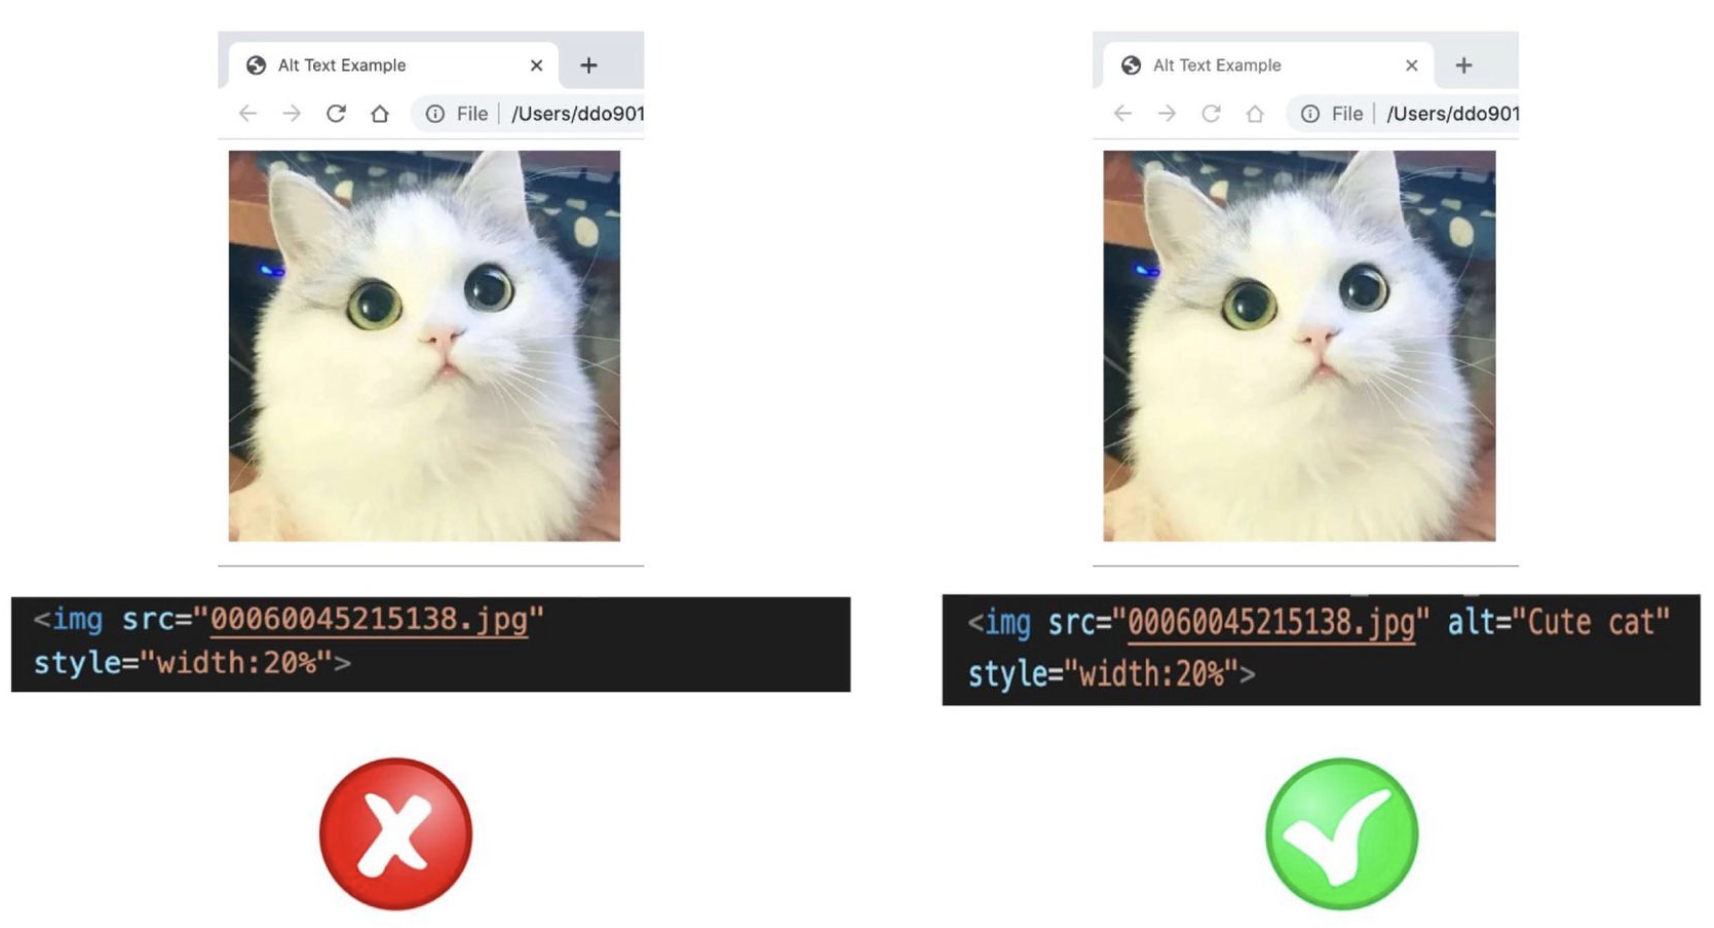 Alt Text Example
File
/Users/ddo901
<img src="00060045215138.jpg"
style="width:20%">
Alt Text Example
File
/Users/ddo901
<img src="00060045215138.jpg" alt="Cute cat"
style="width:20%">